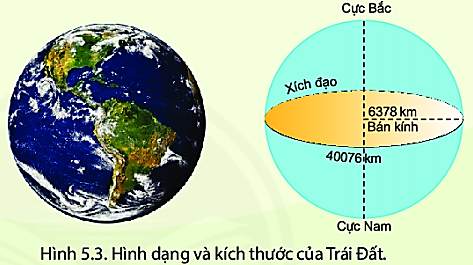 Cực Bắc
Xích đạo
6378 km
Bán kính
40076 km
Cực Nam
Hình 5.3. Hình dạng và kích thước của Trái Đất.